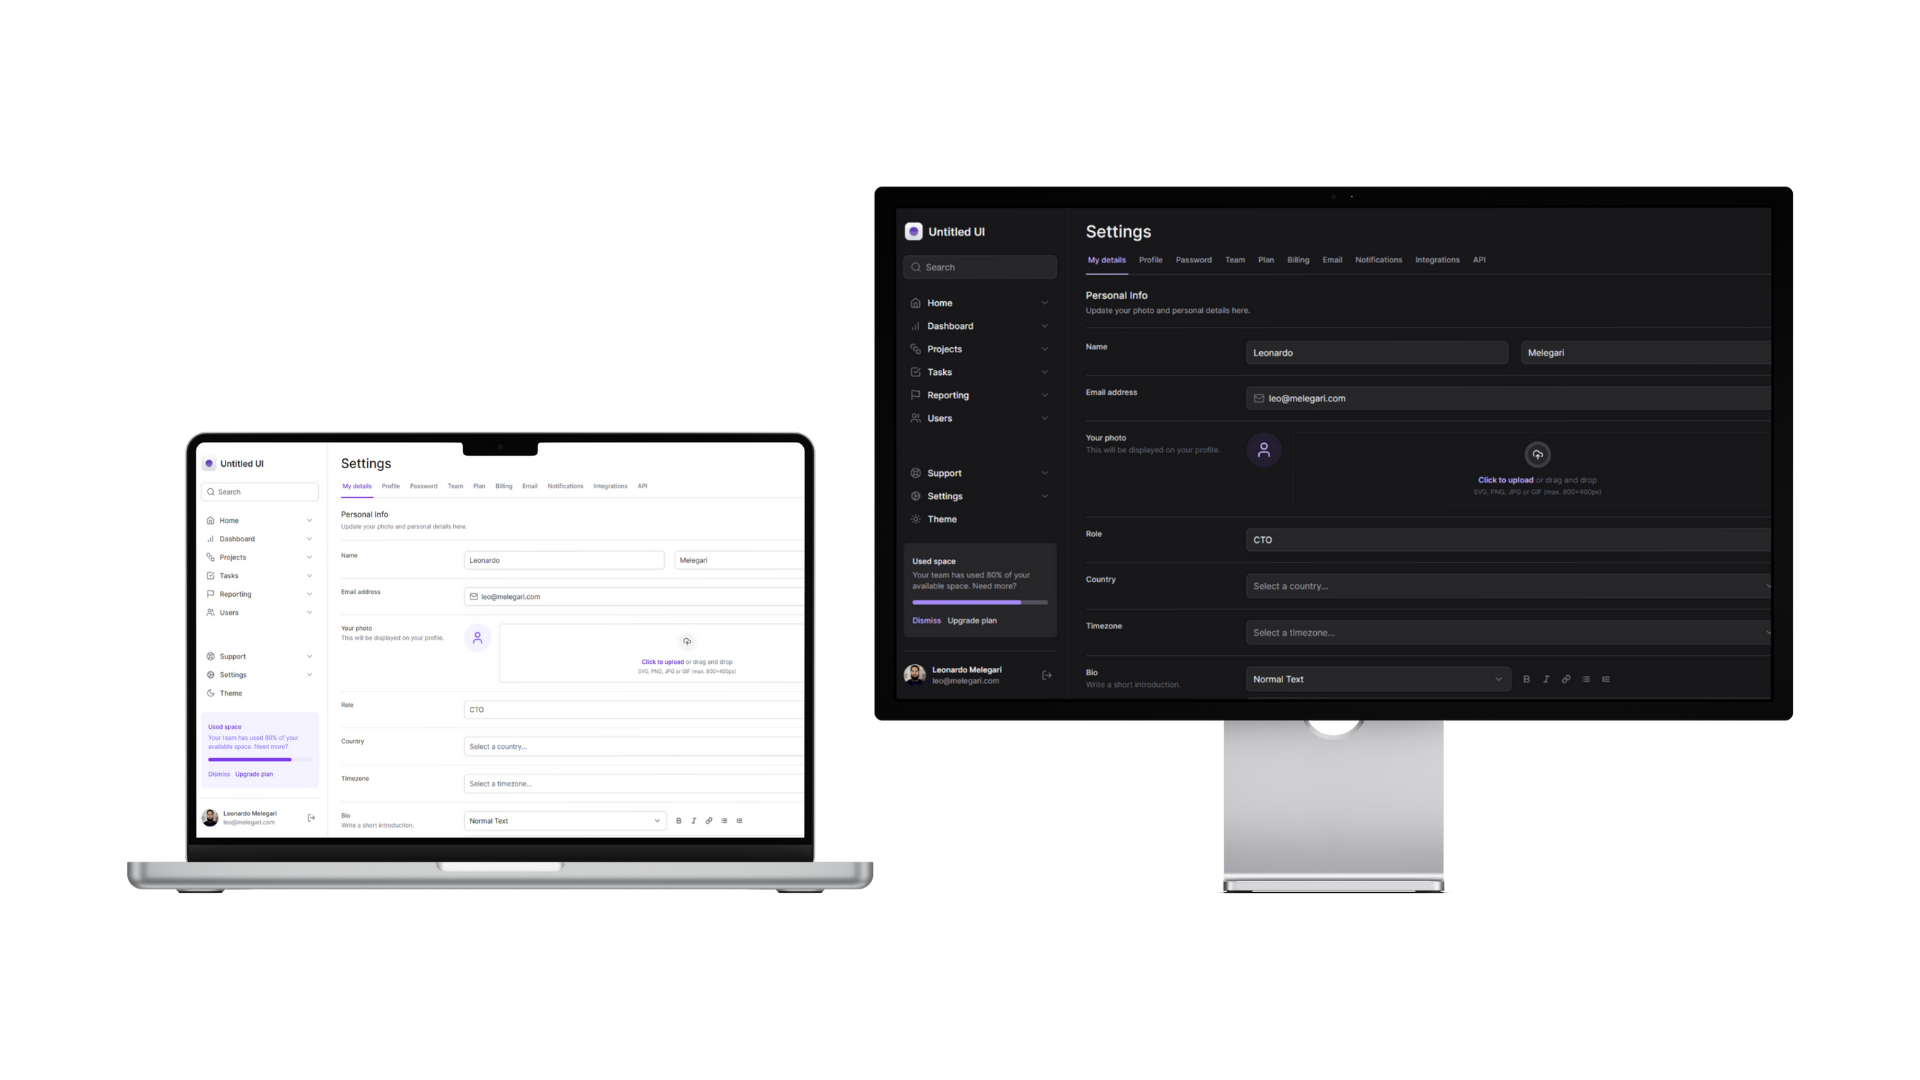 Untitled UI
Search
Home
Dashboard
Projects
Tasks
Reporting
Users
Support
Settings
Theme
Used space
Your team has used 80% of your
available space. Need more?
Dismiss Upgrade plan
Leonardo Melegari
leo@melegari.com
Settings
My details Profile Password Team Plan Billing Email Notifications Integrations API
Personal Info
Update your photo and personal details here.
Name Leonardo Melegari
Email address leo@melegari.com
Your photo
This will be displayed on your profile.
Click to upload or drag and drop
SVG, PNG, JPG or GIF (max. 800×400px)
Role CTO
Country Select a country...
Timezone Select a timezone...
Bio
Write a short introduction.
Normal Text B I
Untitled UI
Search
Home
Dashboard
Projects
Tasks
Reporting
Users
Support
Settings
Theme
Used space
Your team has used 80% of your
available space. Need more?
Dismiss Upgrade plan
Leonardo Melegari
leo@melegari.com
Settings
My details Profile Password Team Plan Billing Email Notifications Integrations API
Personal Info
Update your photo and personal details here.
Name Leonardo Melegari
Email address leo@melegari.com
Your photo
This will be displayed on your profile.
Click to upload or drag and drop
SVG, PNG, JPG or GIF (max. 800×400px)
Role CTO
Country Select a country...
Timezone Select a timezone...
Bio
Write a short introduction.
Normal Text B I